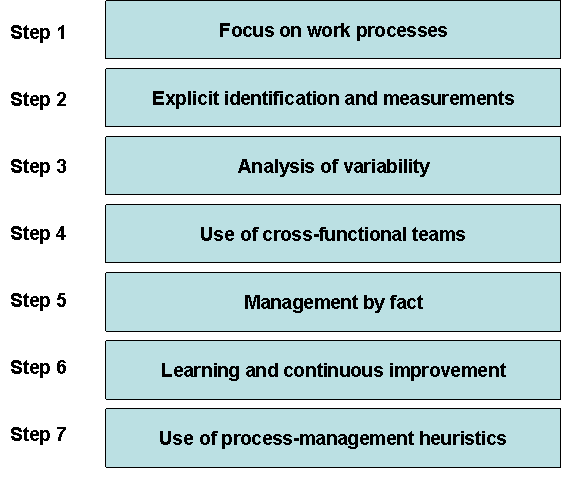 Step 1 Focus on work processes
Step 2 Explicit identification and measurements
Step 3 Analysis of variability
Step 4 Use of cross-functional teams
Step 5 Management by fact
Step 6 Learning and continuous improvement
Step 7 Use of process-management heuristics